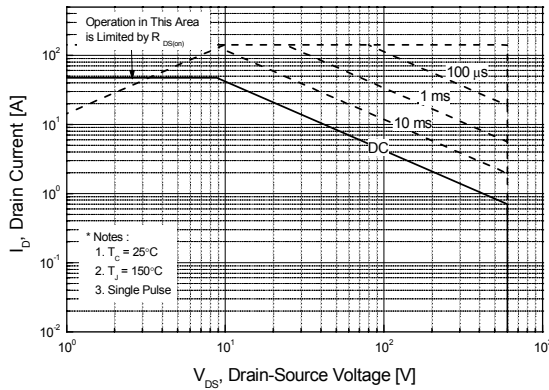 Operation in This Area
is Limited by R DS(on)
10³
10²
10¹
10⁰
10⁻¹
10⁻²
I_D, Drain Current [A]
100 µs
1 ms
10 ms
DC
* Notes :
1. T_C = 25°C
2. T_J = 150°C
3. Single Pulse
10⁰ 10¹ 10² 10³
V_DS, Drain-Source Voltage [V]